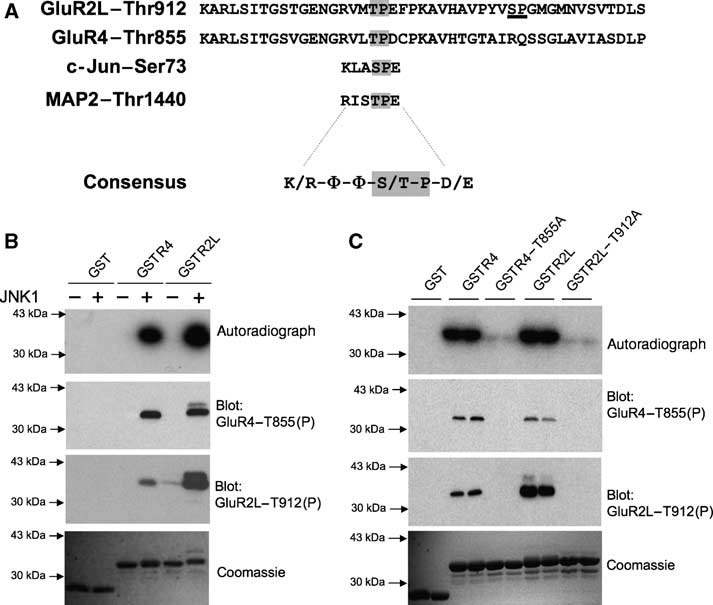 A
GluR2L–Thr912 KARLSITGSTGENGRVMTPEFPKAVHAVPYVSPGMGMNVSVTDLS
GluR4–Thr855 KARLSITGSVGENGRVLTPDCPKAVHTGTAIRQSSGLAVIASDLP
c-Jun–Ser73 KLASPE
MAP2–Thr1440 RISTPE
Consensus K/R-Φ-Φ-S/T-P-D/E
B
GST GSTR4 GSTR2L
JNK1 – + – + – +
43 kDa
30 kDa
Autoradiograph
43 kDa
30 kDa
Blot:
GluR4–T855(P)
43 kDa
30 kDa
Blot:
GluR2L–T912(P)
43 kDa
30 kDa
Coomassie
C
GST GSTR4 GSTR4–T855A GSTR2L GSTR2L–T912A
43 kDa
30 kDa
Autoradiograph
43 kDa
30 kDa
Blot:
GluR4–T855(P)
43 kDa
30 kDa
Blot:
GluR2L–T912(P)
43 kDa
30 kDa
Coomassie